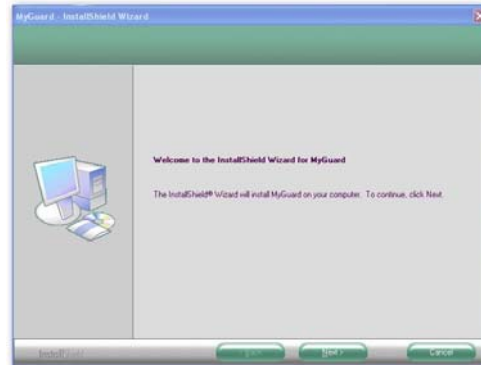 MyGuard - InstallShield Wizard
Welcome to the InstallShield Wizard for MyGuard
The InstallShield® Wizard will install MyGuard on your computer. To continue, click Next.
InstallShield
< Back
Next >
Cancel